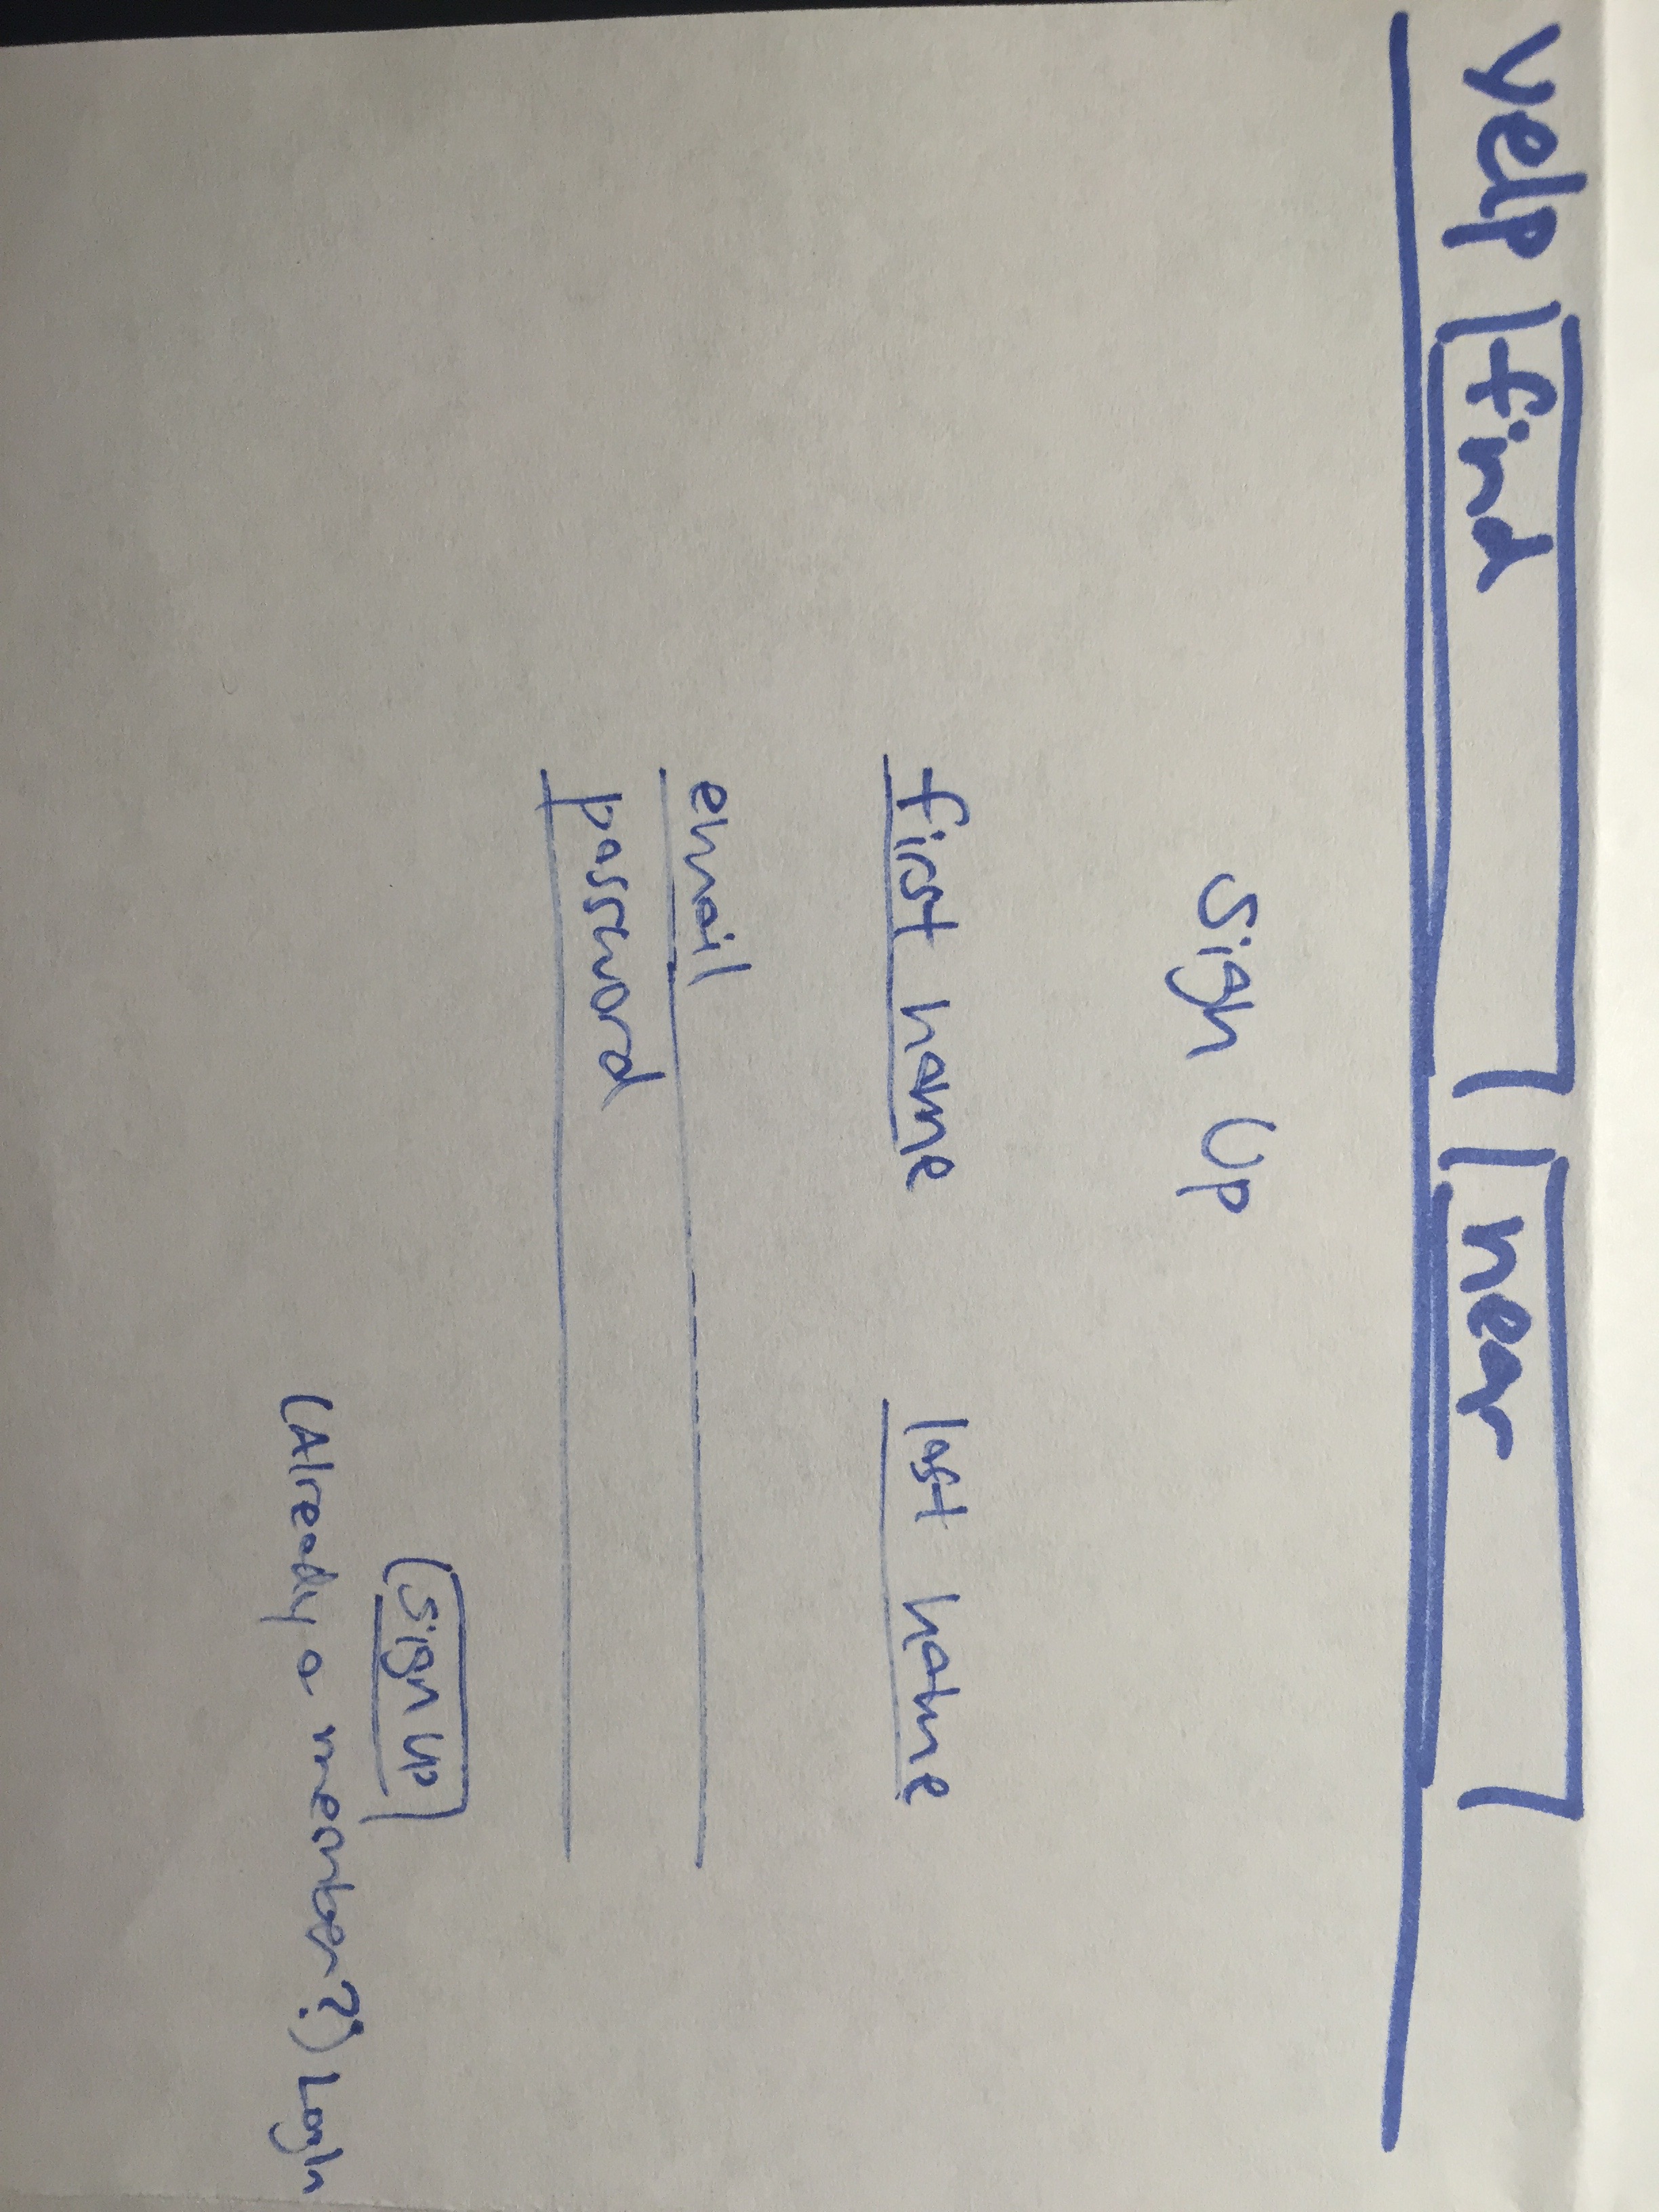 yelp find near
Sign Up
first name last name
email
password
Sign Up
(Already a member?) Login